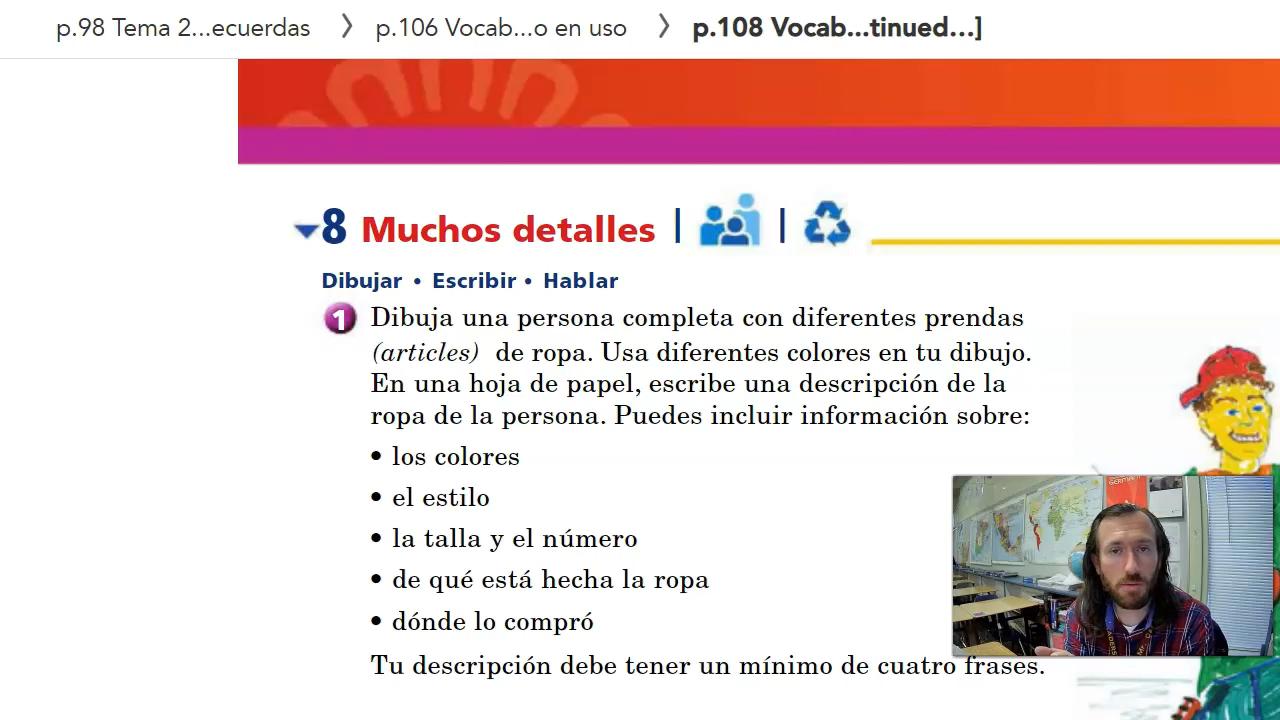 p.98 Tema 2...ecuerdas p.106 Vocab...o en uso p.108 Vocab...tinued...]
8 Muchos detalles
Dibujar • Escribir • Hablar
1 Dibuja una persona completa con diferentes prendas
(articles) de ropa. Usa diferentes colores en tu dibujo.
En una hoja de papel, escribe una descripción de la
ropa de la persona. Puedes incluir información sobre:
• los colores
• el estilo
• la talla y el número
• de qué está hecha la ropa
• dónde lo compró
Tu descripción debe tener un mínimo de cuatro frases.